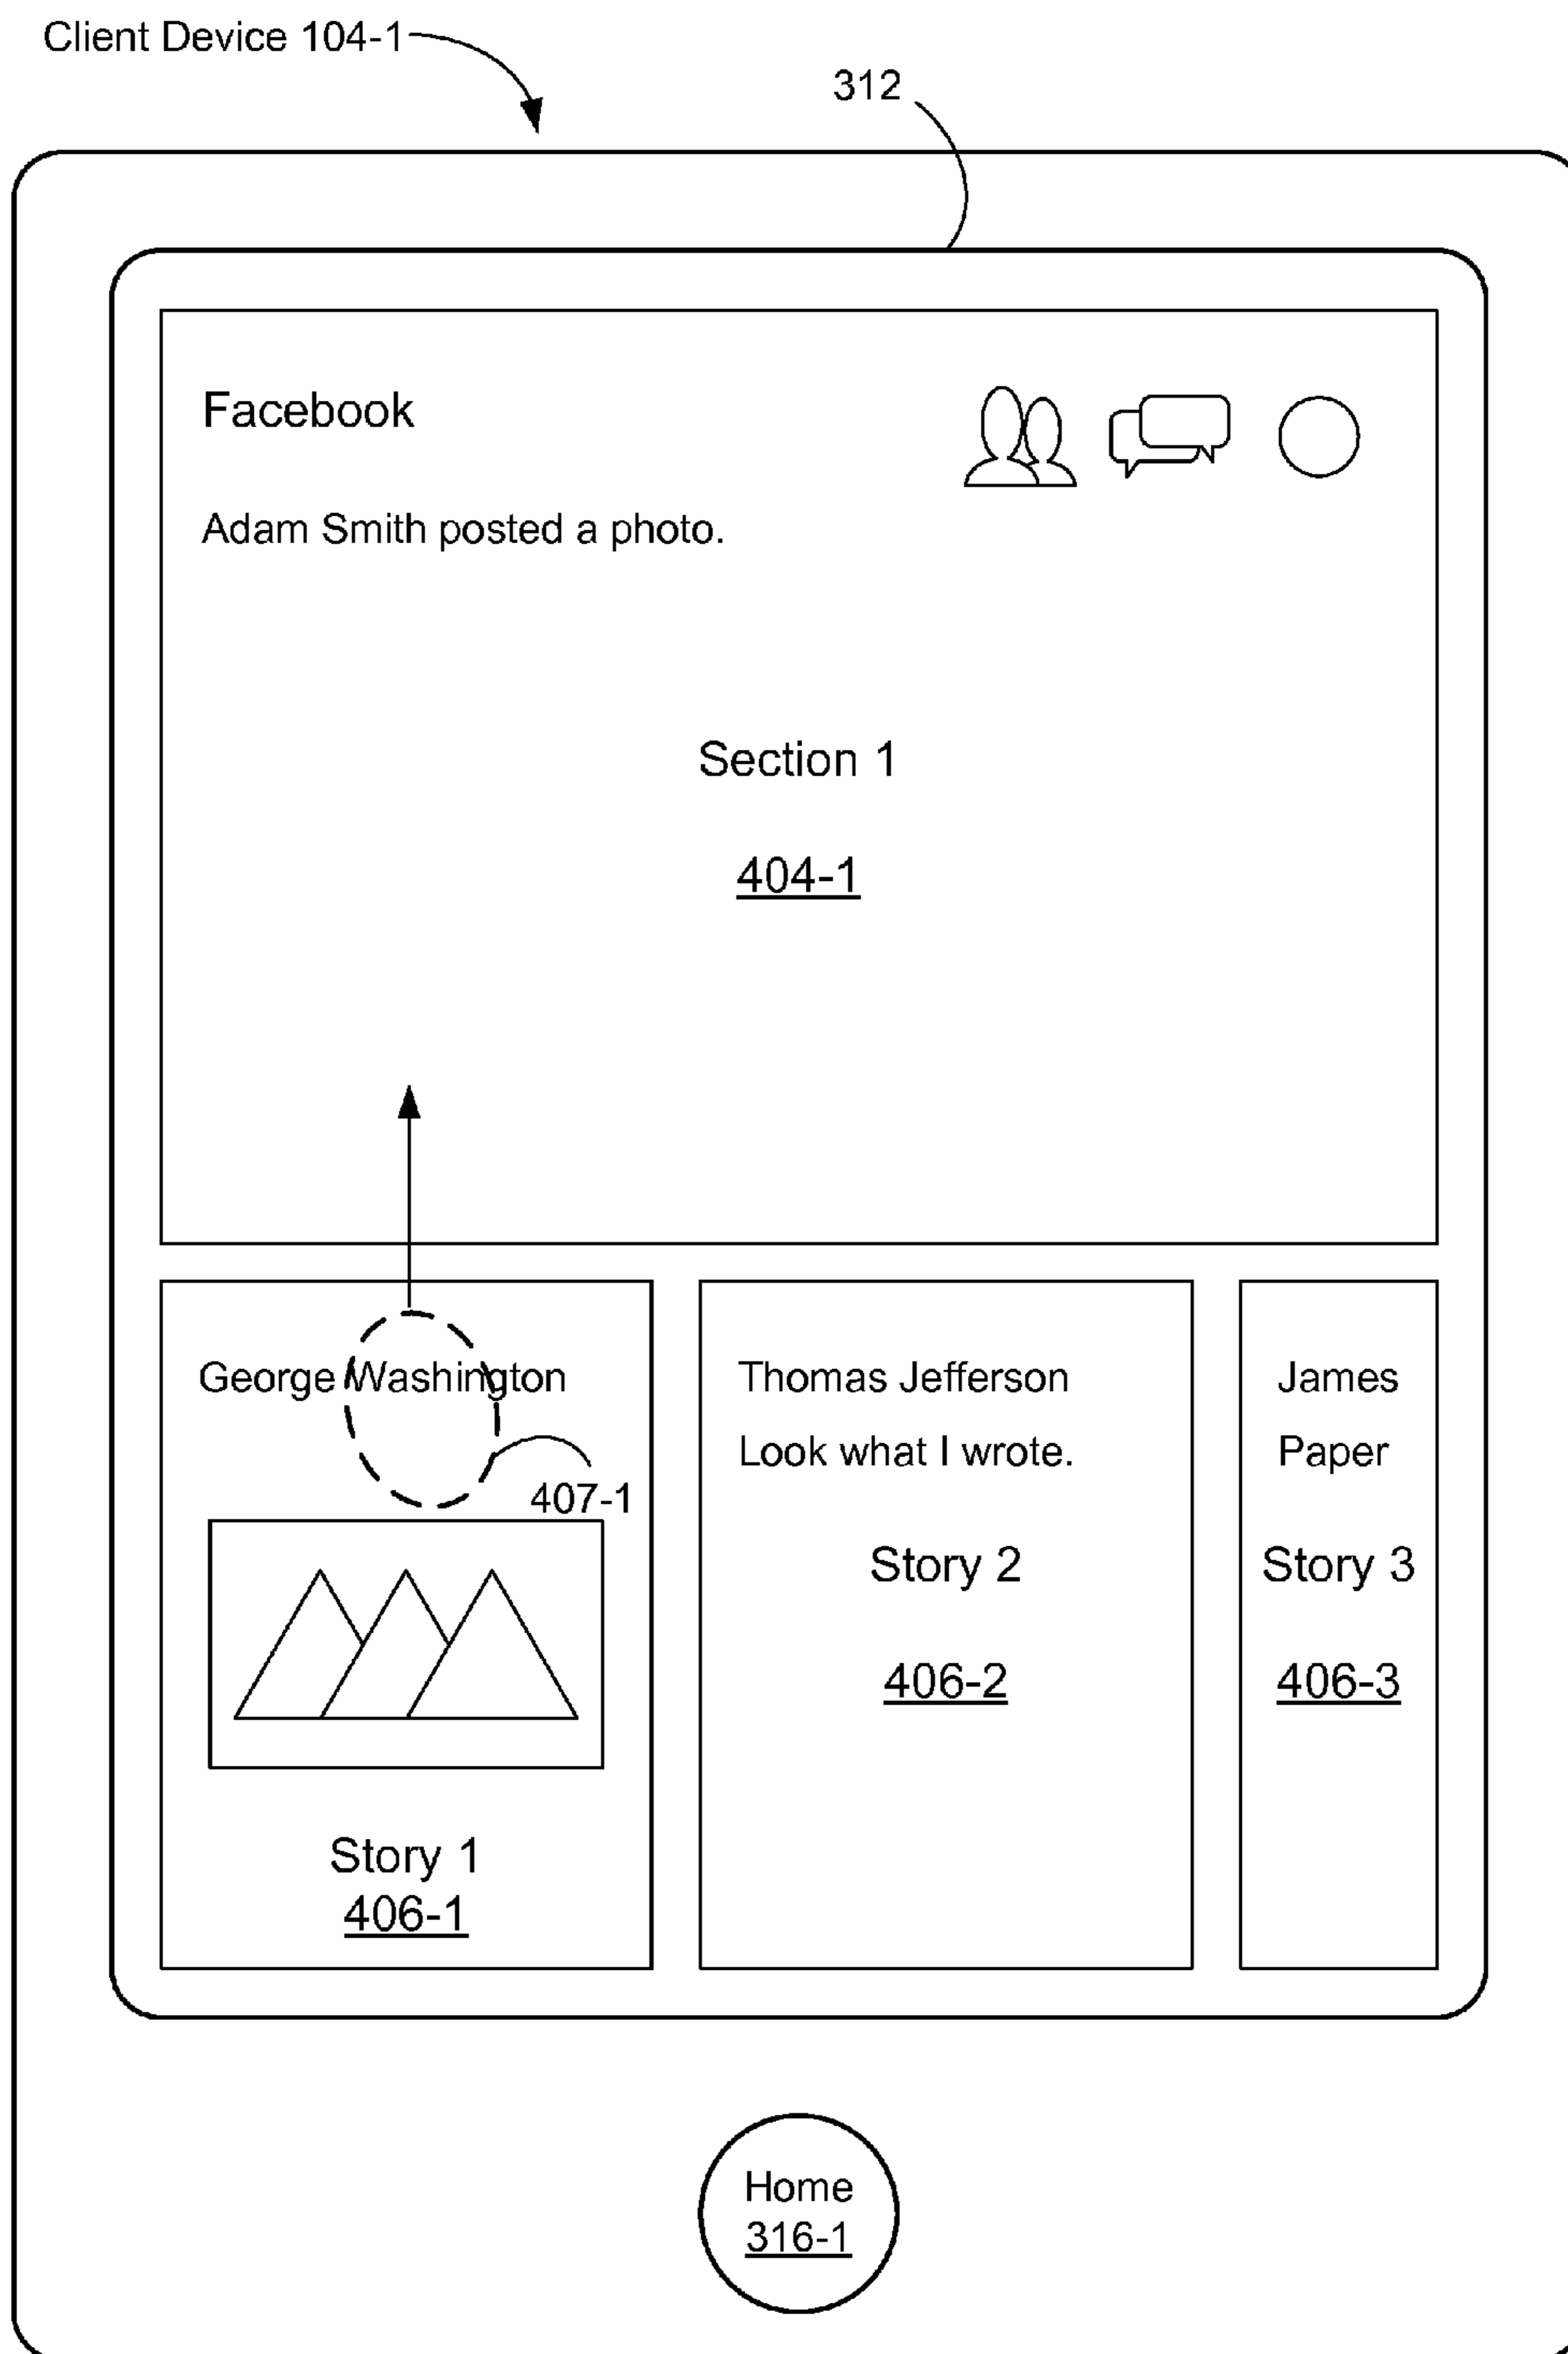 Client Device 104-1
312
Facebook
Adam Smith posted a photo.
Section 1
404-1
George Washington
407-1
Story 1
406-1
Thomas Jefferson
Look what I wrote.
Story 2
406-2
James
Paper
Story 3
406-3
Home
316-1